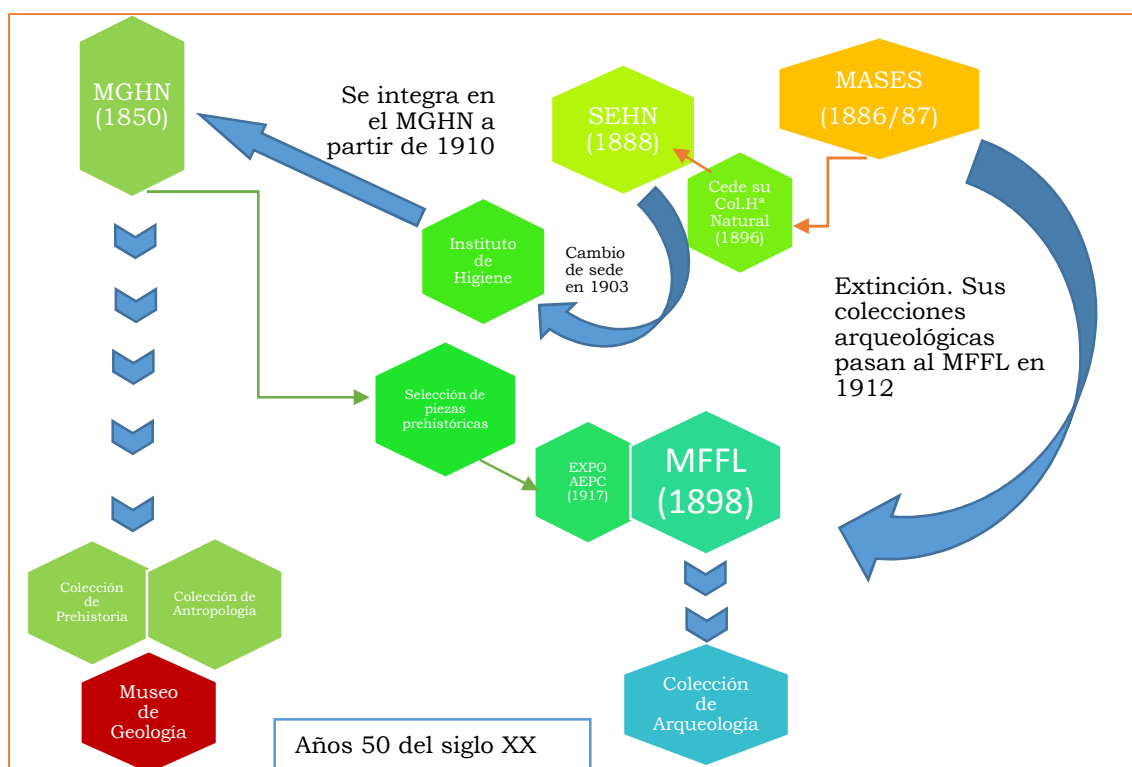 MGHN
(1850)
Se integra en
el MGHN a
partir de 1910
SEHN
(1888)
MASES
(1886/87)
Cede su
Col.Hª
Natural
(1896)
Instituto
de
Higiene
Cambio
de sede
en 1903
Extinción. Sus
colecciones
arqueológicas
pasan al MFFL en
1912
Selección de
piezas
prehistóricas
EXPO
AEPC
(1917)
MFFL
(1898)
Colección
de
Prehistoria
Colección de
Antropología
Museo
de
Geología
Colección
de
Arqueología
Años 50 del siglo XX